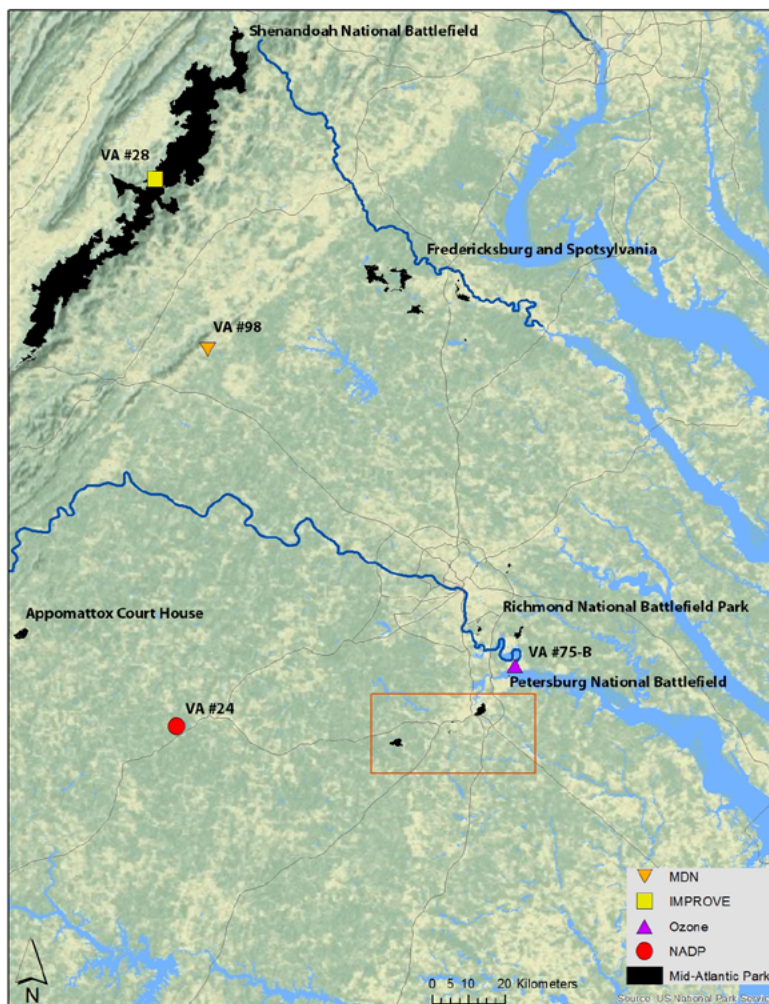 Shenandoah National Battlefield
VA #28
Fredericksburg and Spotsylvania
VA #98
Appomattox Court House
Richmond National Battlefield Park
VA #75-B
Petersburg National Battlefield
VA #24
MDN
IMPROVE
Ozone
NADP
Mid-Atlantic Park
N
0 5 10 20 Kilometers
Source: US National Park